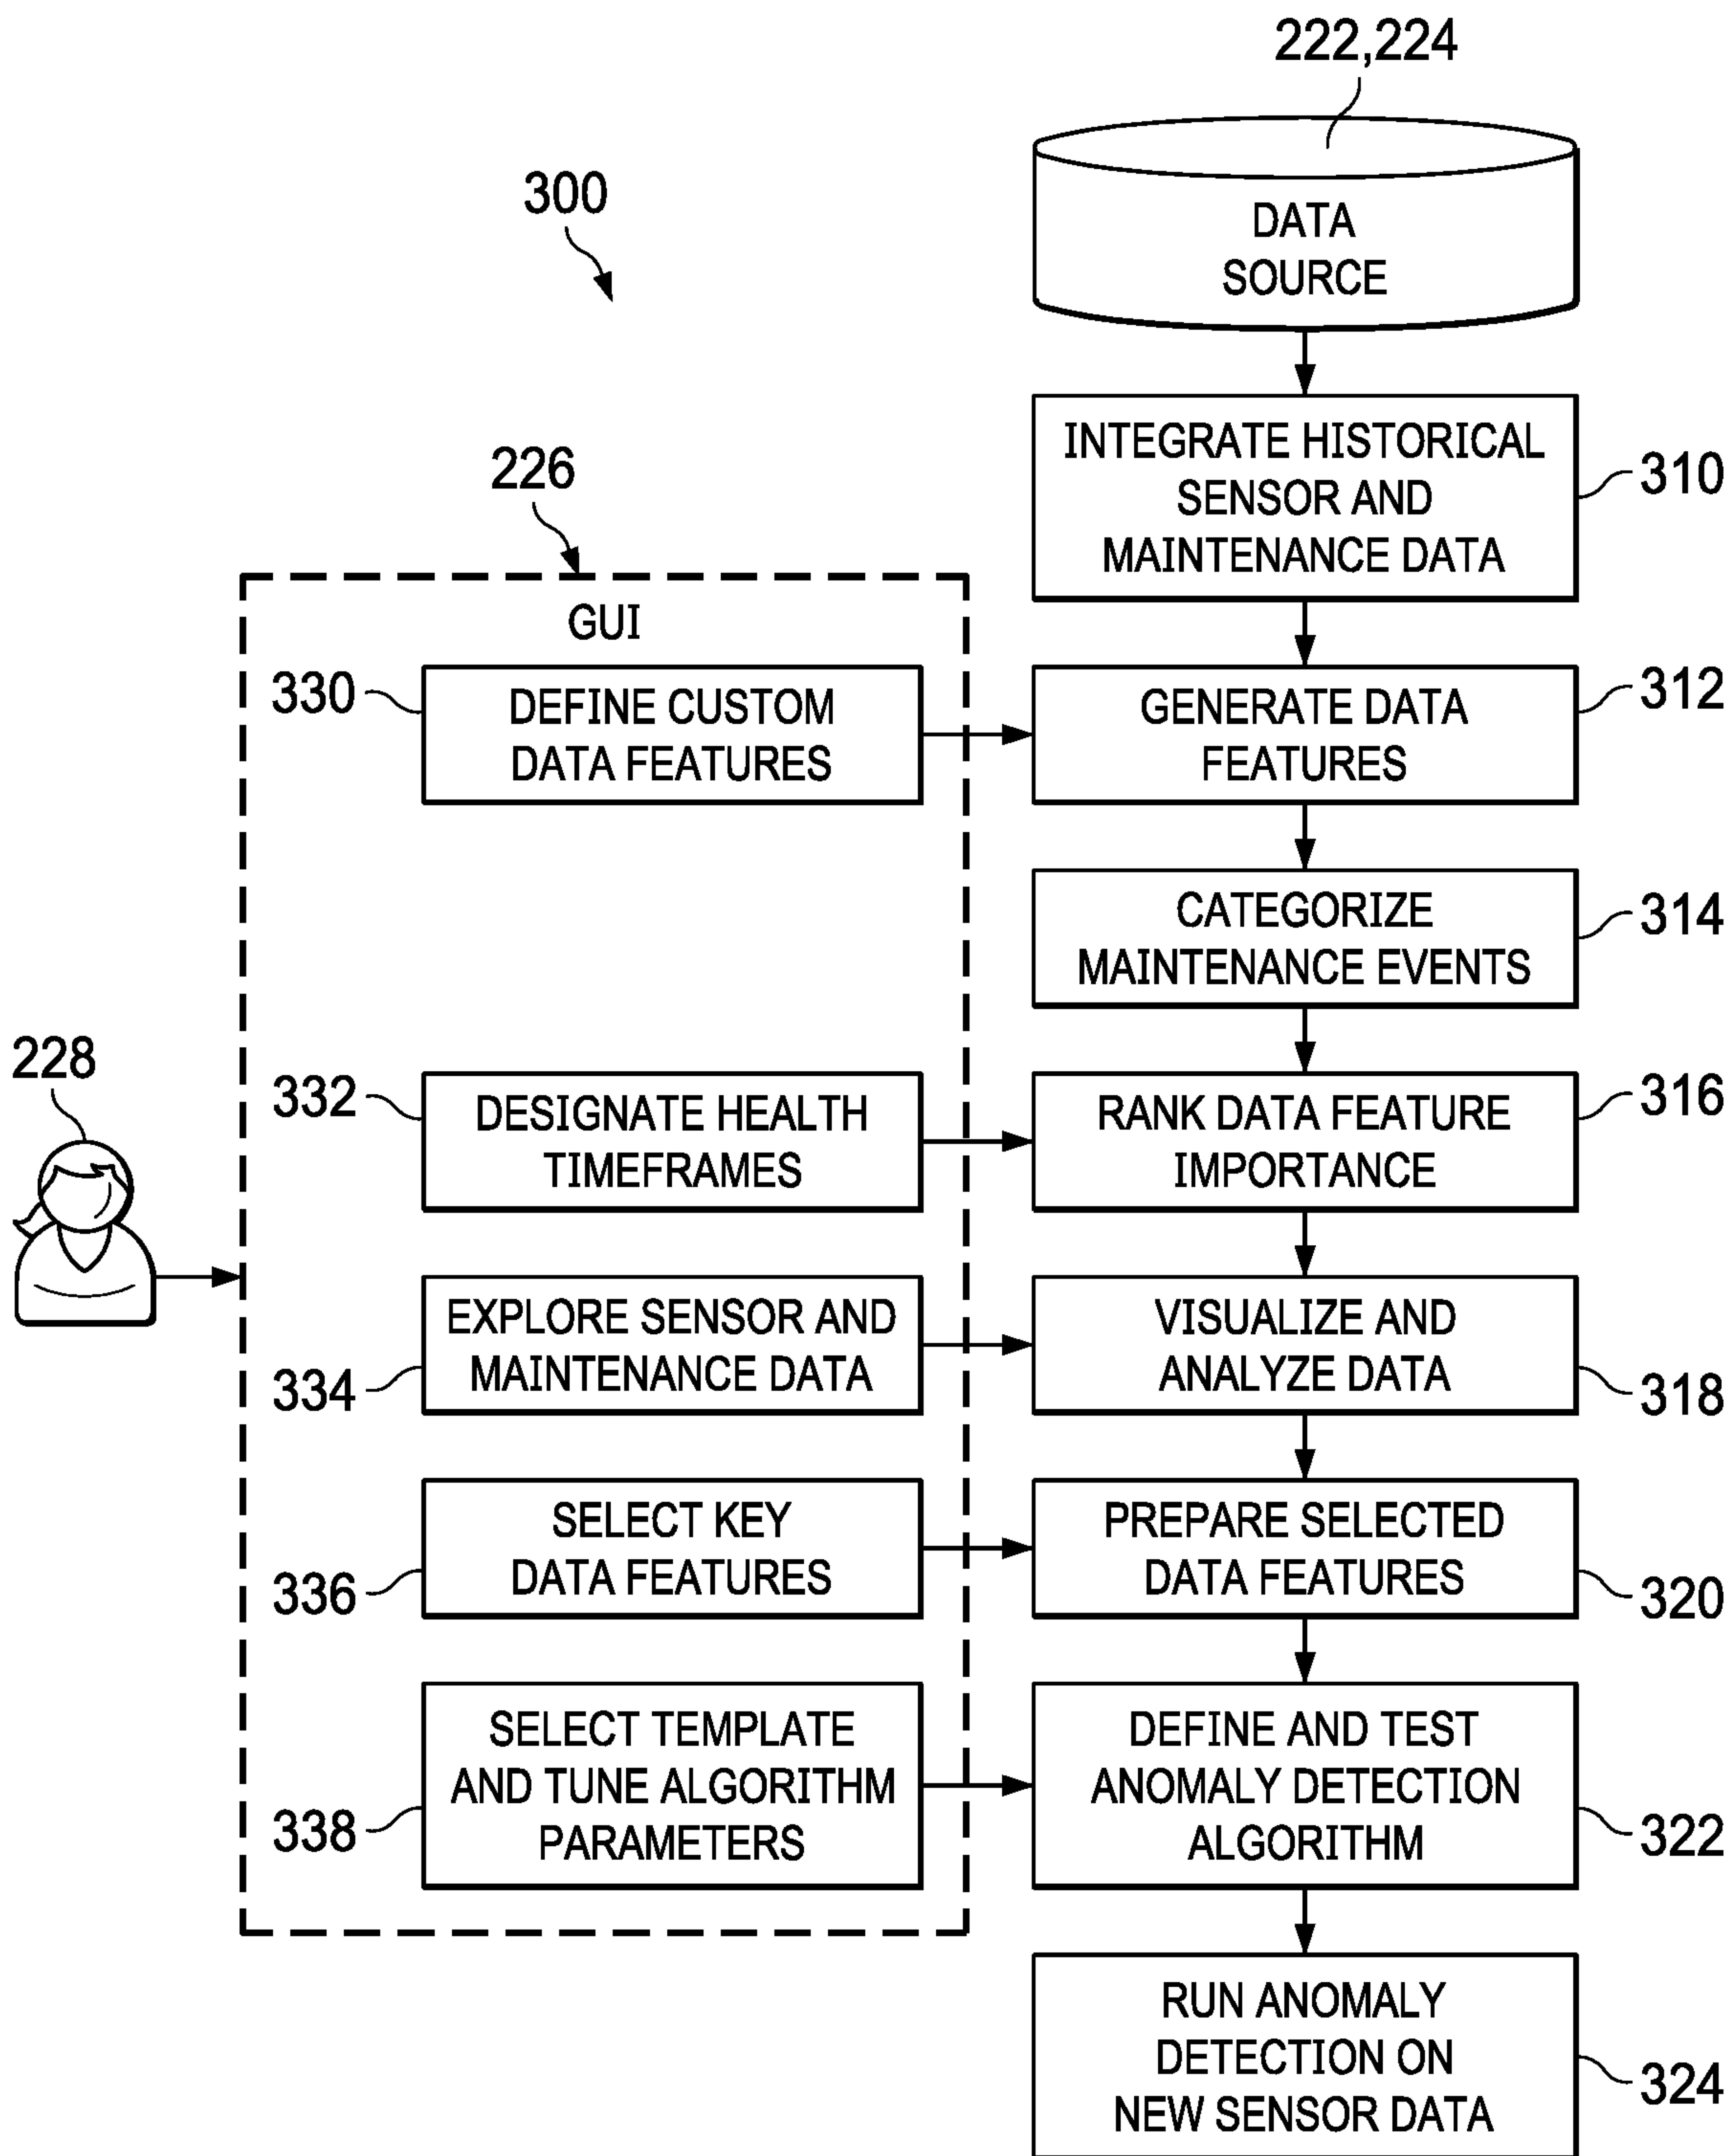 222,224
DATA
SOURCE
300
INTEGRATE HISTORICAL
SENSOR AND
MAINTENANCE DATA
310
226
GUI
330
DEFINE CUSTOM
DATA FEATURES
GENERATE DATA
FEATURES
312
CATEGORIZE
MAINTENANCE EVENTS
314
228
332
DESIGNATE HEALTH
TIMEFRAMES
RANK DATA FEATURE
IMPORTANCE
316
EXPLORE SENSOR AND
MAINTENANCE DATA
334
VISUALIZE AND
ANALYZE DATA
318
SELECT KEY
DATA FEATURES
336
PREPARE SELECTED
DATA FEATURES
320
SELECT TEMPLATE
AND TUNE ALGORITHM
PARAMETERS
338
DEFINE AND TEST
ANOMALY DETECTION
ALGORITHM
322
RUN ANOMALY
DETECTION ON
NEW SENSOR DATA
324